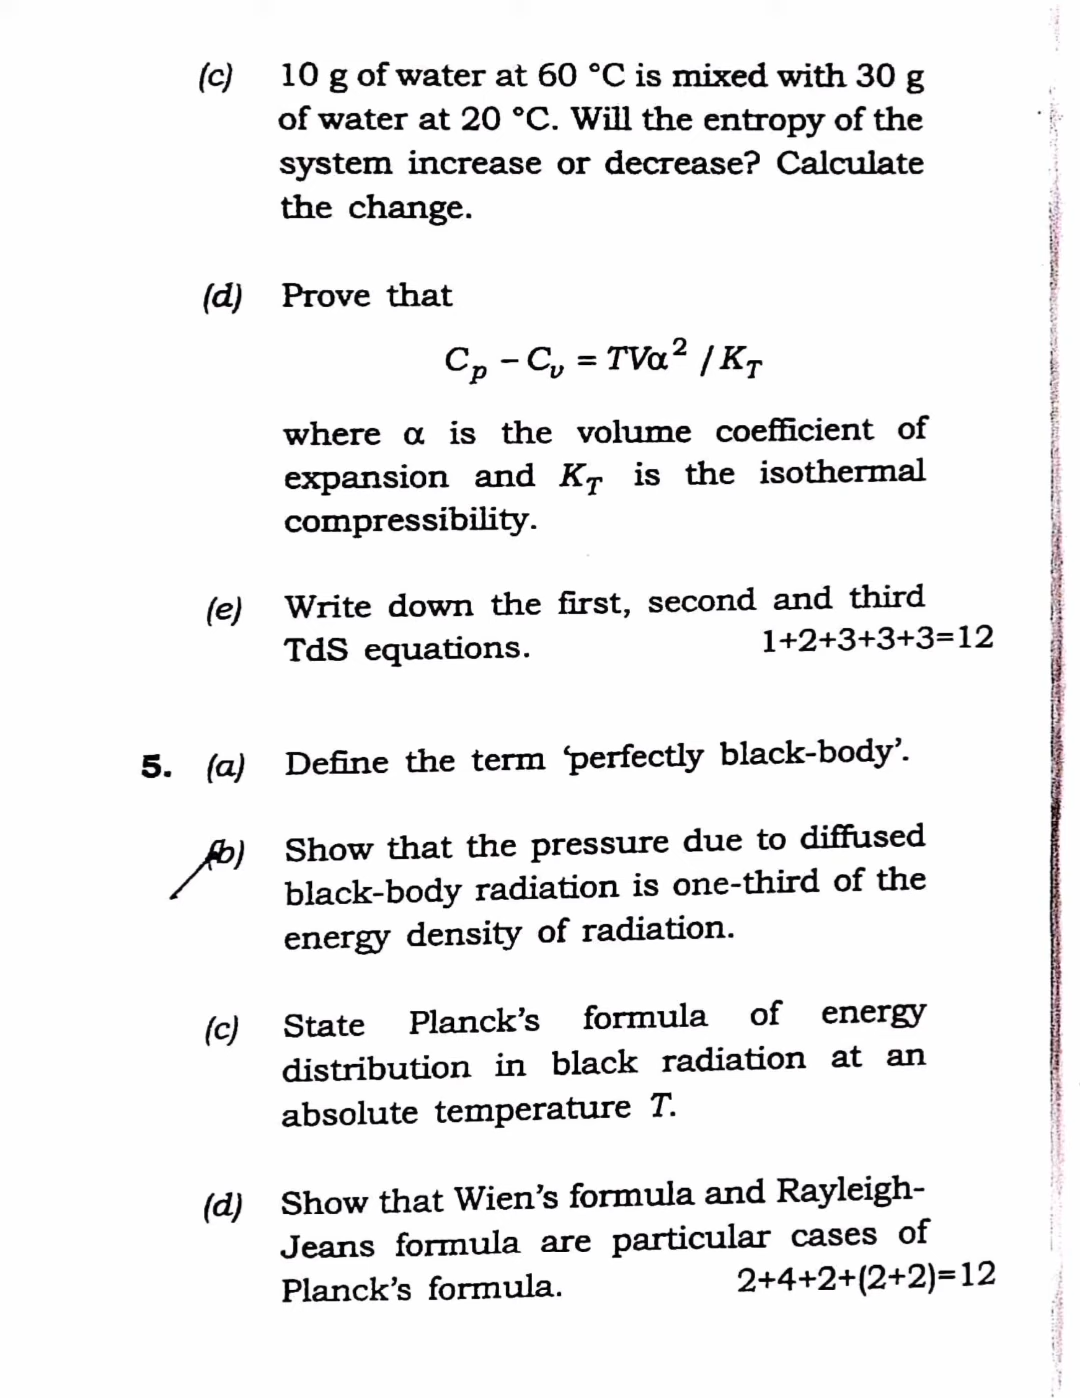 (c) 10 g of water at 60 °C is mixed with 30 g
of water at 20 °C. Will the entropy of the
system increase or decrease? Calculate
the change.
(d) Prove that
C_p − C_v = TVα² / K_T
where α is the volume coefficient of
expansion and K_T is the isothermal
compressibility.
(e) Write down the first, second and third
TdS equations. 1+2+3+3+3=12
5. (a) Define the term ‘perfectly black-body’.
(b) Show that the pressure due to diffused
black-body radiation is one-third of the
energy density of radiation.
(c) State Planck’s formula of energy
distribution in black radiation at an
absolute temperature T.
(d) Show that Wien’s formula and Rayleigh-
Jeans formula are particular cases of
Planck’s formula. 2+4+2+(2+2)=12